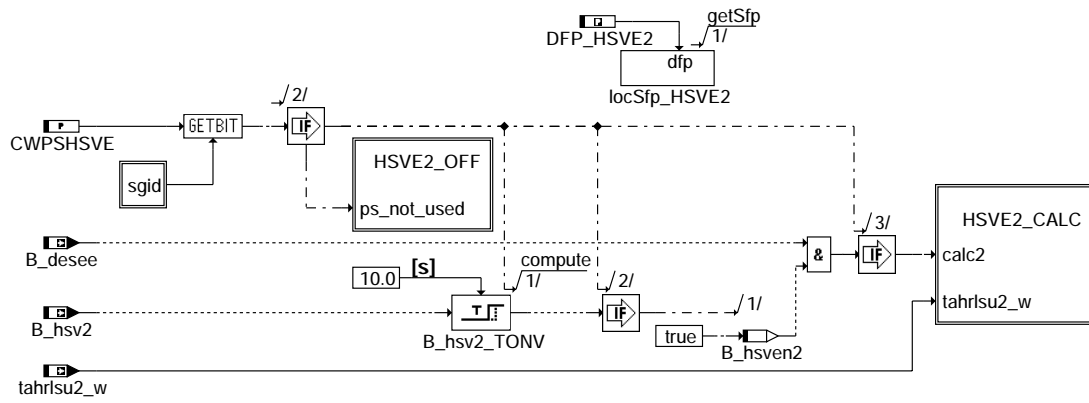 getSfp
P
1/
DFP_HSVE2
dfp
locSfp_HSVE2
2/
P
GETBIT
IF
CWPSHSVE
HSVE2_OFF
sgid
ps_not_used
HSVE2_CALC
3/
B_desee
&
IF
calc2
[s]
compute
10.0
1/
2/
tahrlsu2_w
B_hsv2
T
IF
1/
B_hsv2_TONV
true
B_hsven2
tahrlsu2_w